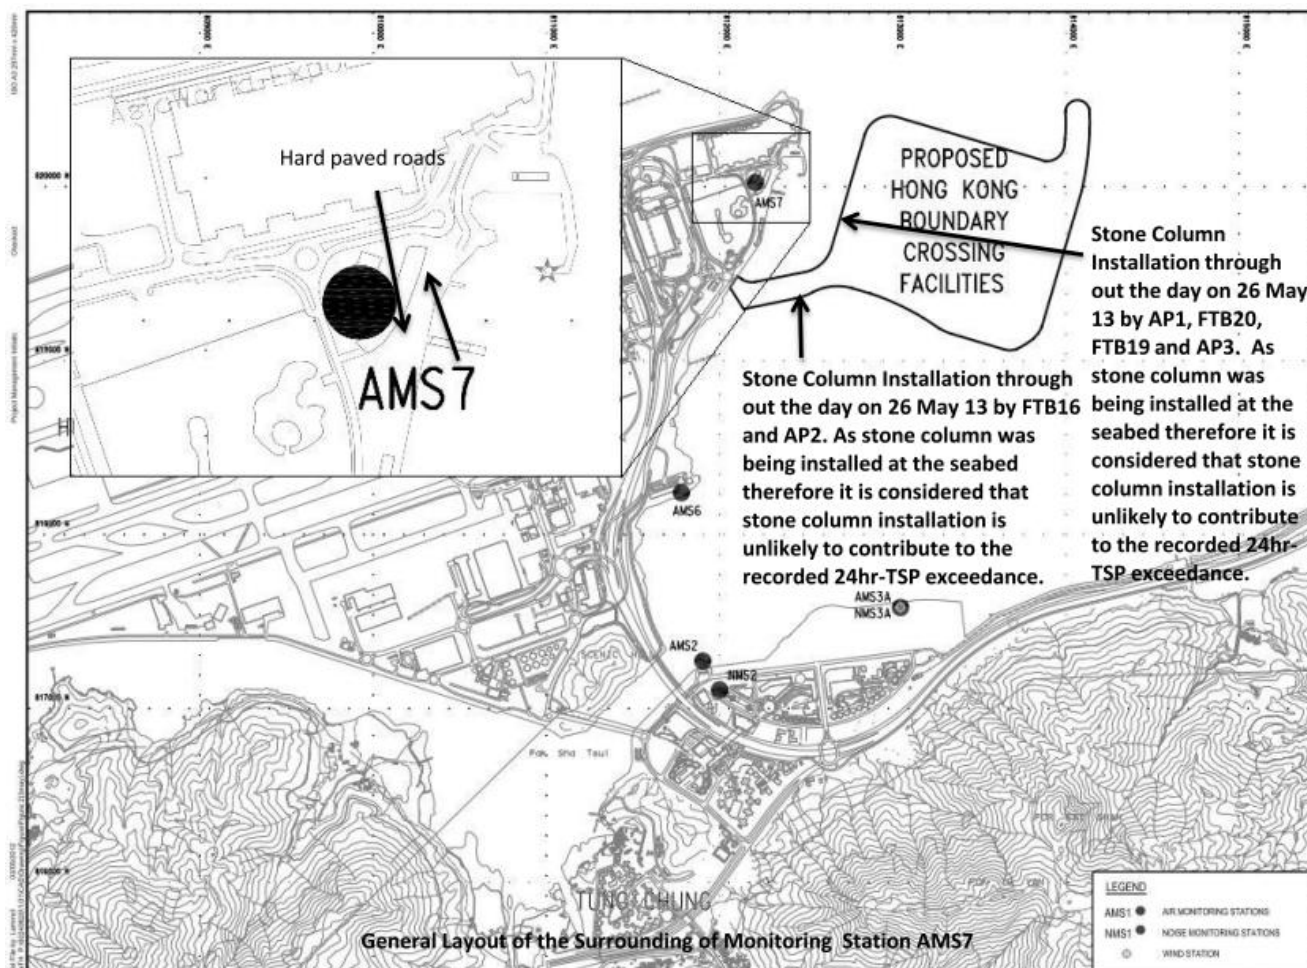 AsiaWorld-Expo
Hard paved roads
AMS7
AMS7
PROPOSED
HONG KONG
BOUNDARY
CROSSING
FACILITIES
Stone Column
Installation through
out the day on 26 May
13 by AP1, FTB20,
FTB19 and AP3. As
stone column was
being installed at the
seabed therefore it is
considered that stone
column installation is
unlikely to contribute
to the recorded 24hr-
TSP exceedance.
Stone Column Installation through
out the day on 26 May 13 by FTB16
and AP2. As stone column was
being installed at the seabed
therefore it is considered that
stone column installation is
unlikely to contribute to the
recorded 24hr-TSP exceedance.
AMS6
AMS3A
NMS3A
AMS2
NMS2
Pak Sha Tsui
TUNG CHUNG
General Layout of the Surrounding of Monitoring Station AMS7
LEGEND
AMS1 AIR MONITORING STATIONS
NMS1 NOISE MONITORING STATIONS
WIND STATION